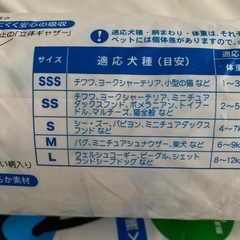 くく安心の吸収
止の「立体ギャザー」
適応犬種・胴まわり・体重は、それぞれ
ペットには個体差がありますので
サイズ
適応犬種（目安）
体重
SSS
チワワ、ヨークシャーテリア、小型の猫など
1〜3
SS
チワワ、ヨークシャーテリア、ミニチュア
ダックスフンド、ポメラニアン、トイプー
ドル、マルチーズ、猫全般など
S
シー・ズー、パピヨン、ミニチュアダックス
フンドなど
4〜7
M
パグ、ミニチュアシュナウザー、柴犬など
6〜9k
L
ウェルシュコーギー、ビーグル、シェット
ランドシープドッグなど
8〜12k
い柄入り
らか素材